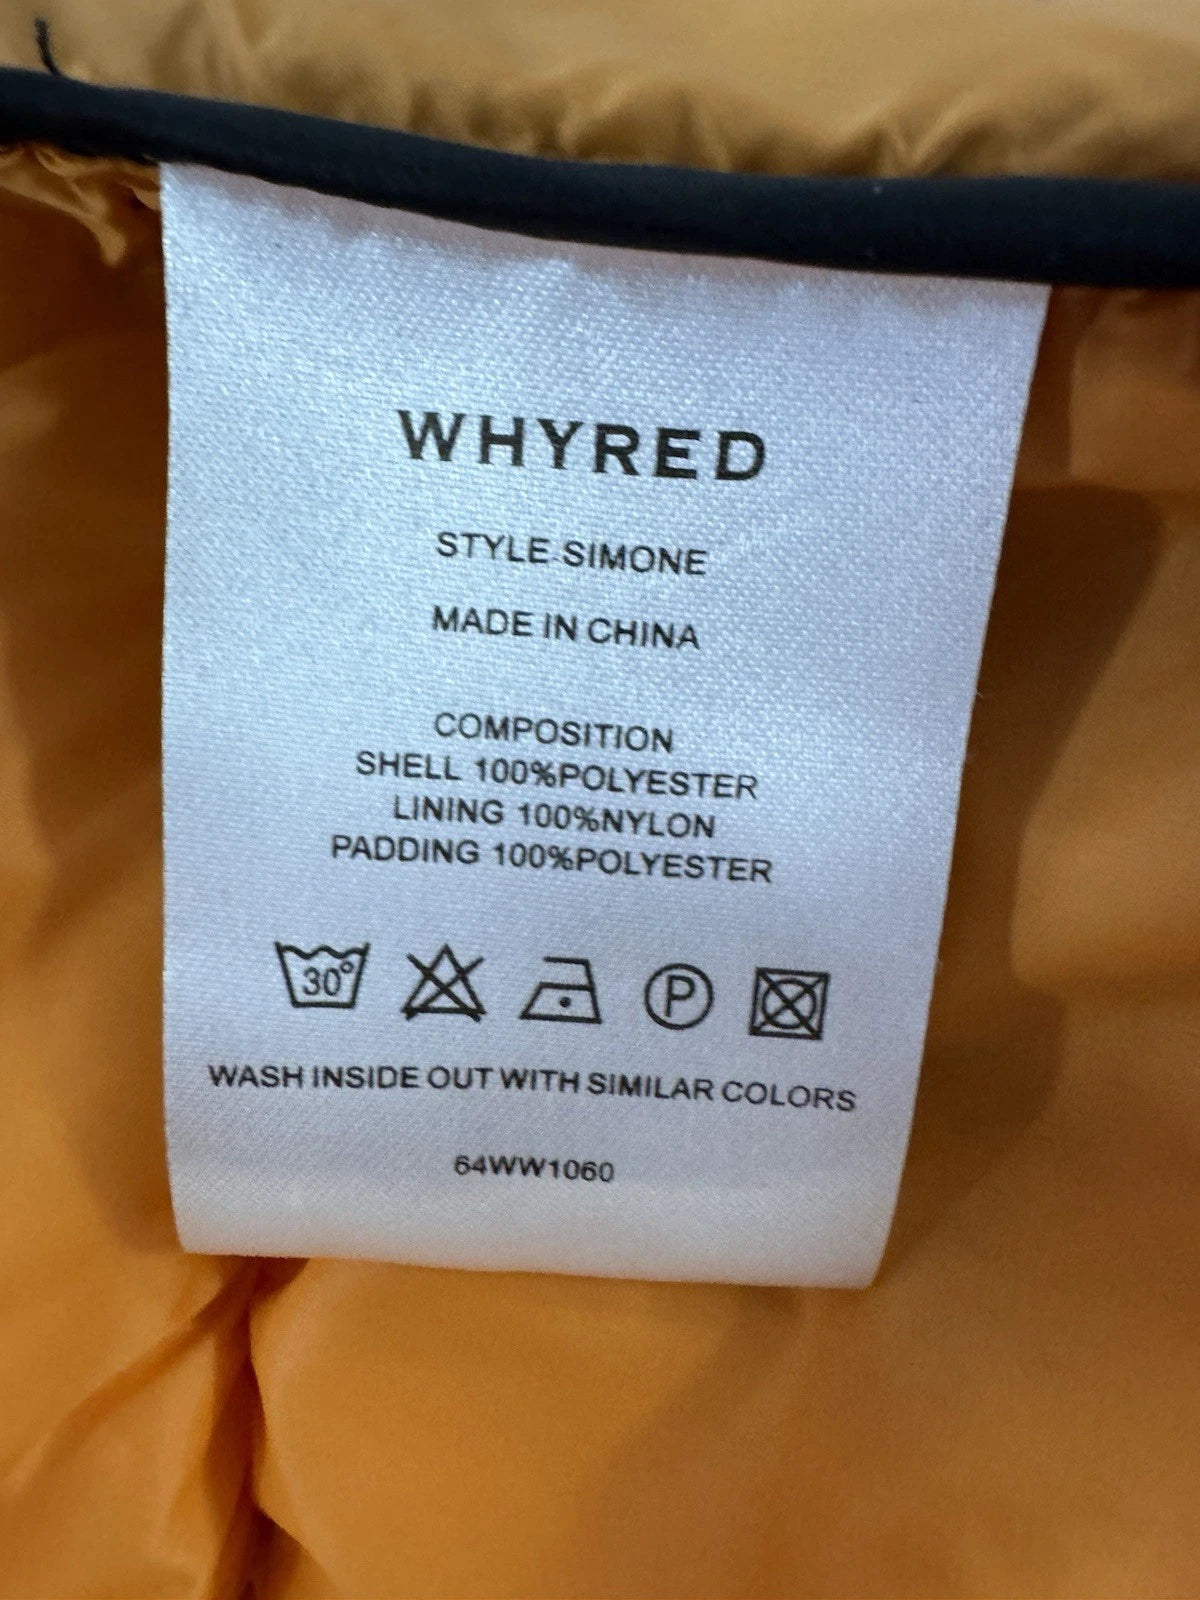 WHYRED
STYLE SIMONE
MADE IN CHINA
COMPOSITION
SHELL 100%POLYESTER
LINING 100%NYLON
PADDING 100%POLYESTER
30° P
WASH INSIDE OUT WITH SIMILAR COLORS
64WW1060